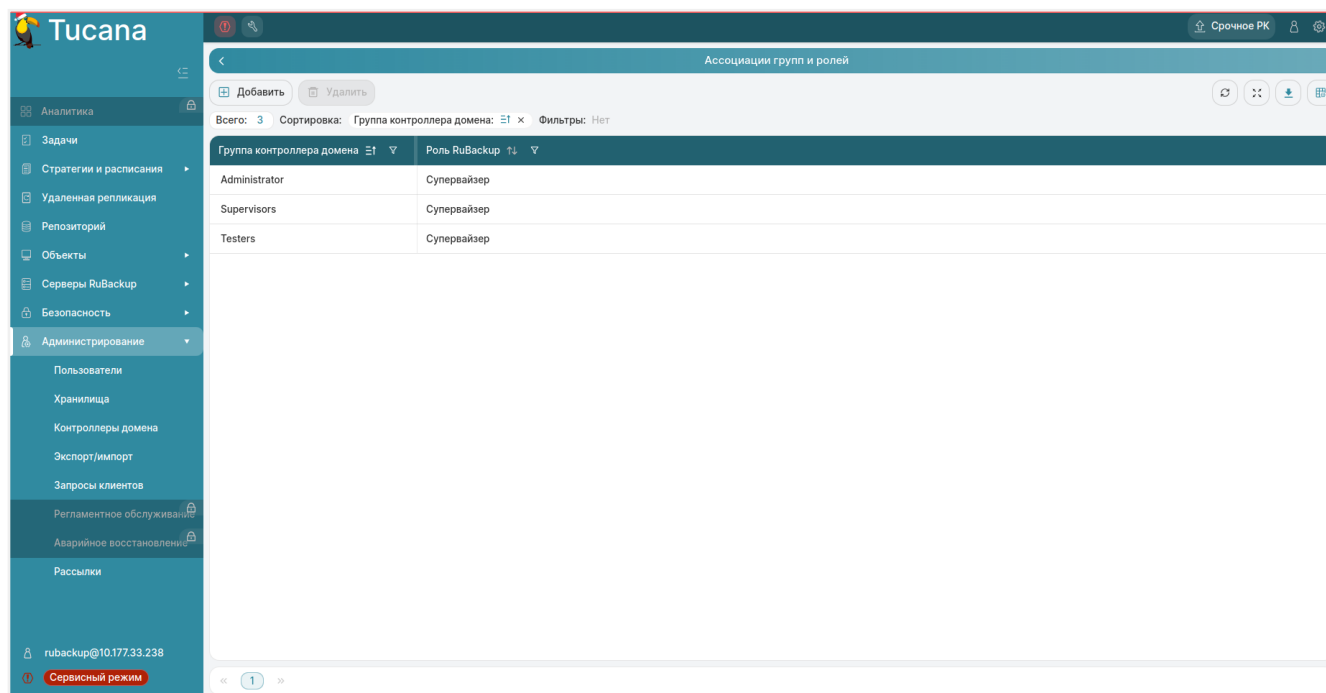 Tucana
Срочное РК
Ассоциации групп и ролей
Добавить Удалить
Всего: 3 Сортировка: Группа контроллера домена: Фильтры: Нет
Группа контроллера домена Роль RuBackup
Administrator Супервайзер
Supervisors Супервайзер
Testers Супервайзер
Аналитика
Задачи
Стратегии и расписания
Удаленная репликация
Репозиторий
Объекты
Серверы RuBackup
Безопасность
Администрирование
Пользователи
Хранилища
Контроллеры домена
Экспорт/импорт
Запросы клиентов
Регламентное обслуживание
Аварийное восстановление
Рассылки
rubackup@10.177.33.238
Сервисный режим
« 1 »